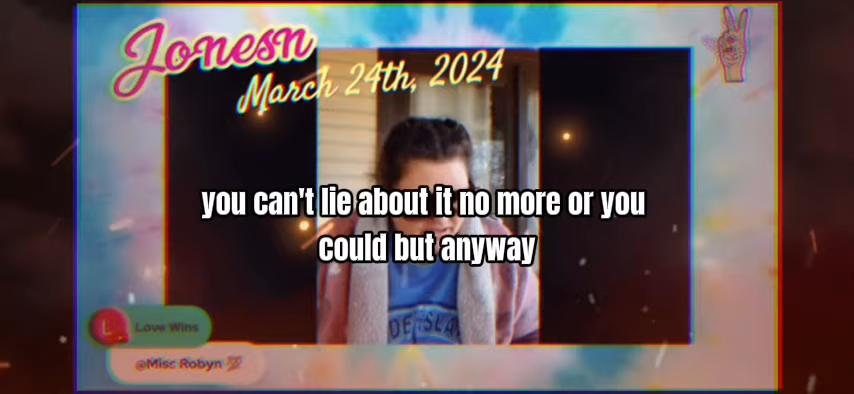 Jonesn
March 24th, 2024
you can't lie about it no more or you
could but anyway
L Love Wins
@Misc Robyn 💯